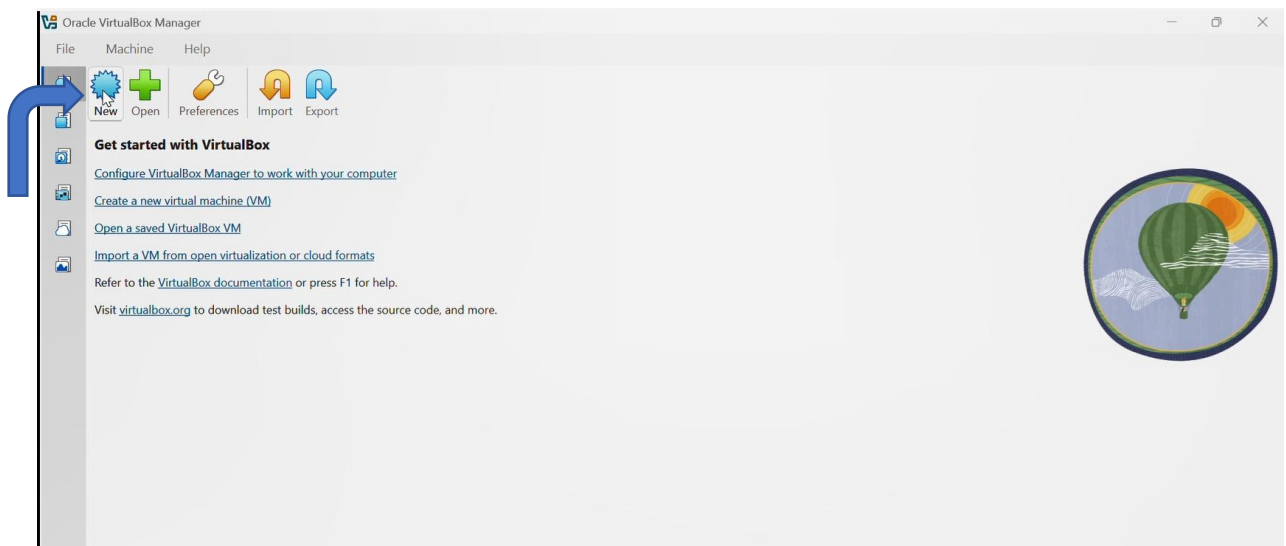 Oracle VirtualBox Manager
File Machine Help
New Open Preferences Import Export
Get started with VirtualBox
Configure VirtualBox Manager to work with your computer
Create a new virtual machine (VM)
Open a saved VirtualBox VM
Import a VM from open virtualization or cloud formats
Refer to the VirtualBox documentation or press F1 for help.
Visit virtualbox.org to download test builds, access the source code, and more.